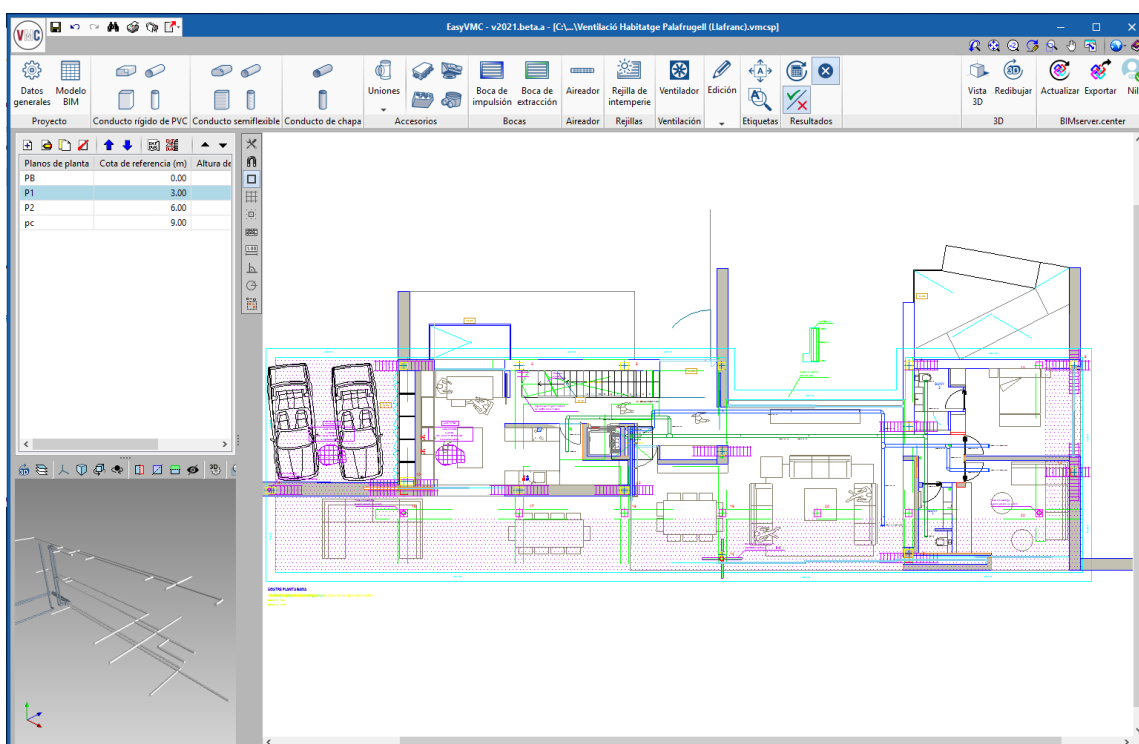 EasyVMC - v2021.beta.a - [C:\...\Ventilació Habitatge Palafrugell (Llafranc).vmcsp]
VMC
Datos generales
Modelo BIM
Uniones
Boca de impulsión
Boca de extracción
Aireador
Rejilla de intemperie
Ventilador
Edición
Vista 3D
Redibujar
Actualizar
Exportar
Nil
Proyecto
Conducto rígido de PVC
Conducto semiflexible
Conducto de chapa
Accesorios
Bocas
Aireador
Rejillas
Ventilación
Etiquetas
Resultados
3D
BIMserver.center
Planos de planta Cota de referencia (m) Altura de
PB 0.00
P1 3.00
P2 6.00
pc 9.00
SOSTRE PLANTA BAIXA